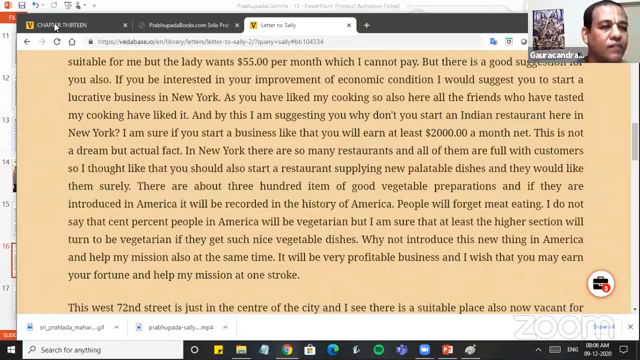 15 - PowerPoint (Product Activation Failed)
CHAPTER THIRTEEN
PrabhupadaBooks.com Srila Pra
Letter to Sally
vedabase.io/en/library/letters/letter-to-sally-2/?query=sally#bb104334
Gauracandra...
suitable for me but the lady wants $55.00 per month which I cannot pay. But there is a good suggestion for
you also. If you be interested in your improvement of economic condition I would suggest you to start a
lucrative business in New York. As you have liked my cooking so also here all the friends who have tasted
my cooking have liked it. And by this I am suggesting you why don't you start an Indian restaurant here in
New York? I am sure if you start a business like that you will earn at least $2000.00 a month net. This is not
a dream but actual fact. In New York there are so many restaurants and all of them are full with customers
so I thought like that you should also start a restaurant supplying new palatable dishes and they would like
them surely. There are about three hundred item of good vegetable preparations and if they are
introduced in America it will be recorded in the history of America. People will forget meat eating. I do not
say that cent percent people in America will be vegetarian but I am sure that at least the higher section will
turn to be vegetarian if they get such nice vegetable dishes. Why not introduce this new thing in America
and help my mission also at the same time. It will be very profitable business and I wish that you may earn
your fortune and help my mission at one stroke.
This west 72nd street is just in the centre of the city and I see there is a suitable place also now vacant for
16
sri_prahlada_mahar....gif
prabhupada-sally....mp4
Show all
zoom
Type here to search
ENG
08:06 AM
09-12-2020